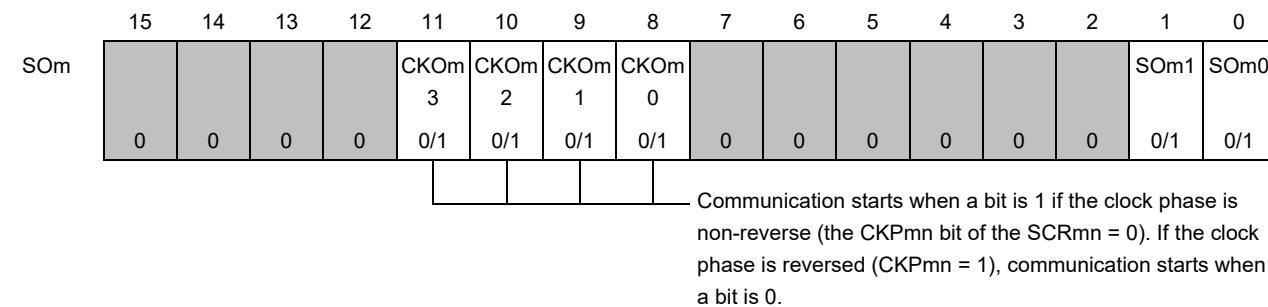 15 14 13 12 11 10 9 8 7 6 5 4 3 2 1 0
SOm CKOm CKOm CKOm CKOm SOm1 SOm0
3 2 1 0
0 0 0 0 0/1 0/1 0/1 0/1 0 0 0 0 0 0 0/1 0/1
Communication starts when a bit is 1 if the clock phase is
non-reverse (the CKPmn bit of the SCRmn = 0). If the clock
phase is reversed (CKPmn = 1), communication starts when
a bit is 0.